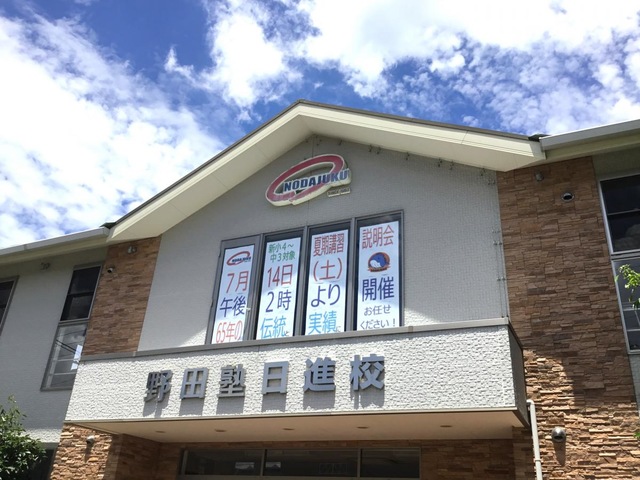 NODAJUKU
NODAJUKU
新小4～
中3対象
夏期講習 説明会
7月 14日 (土)
午後 2時 より 開催
65年の 伝統 実績 お任せ
ください！
野田塾日進校